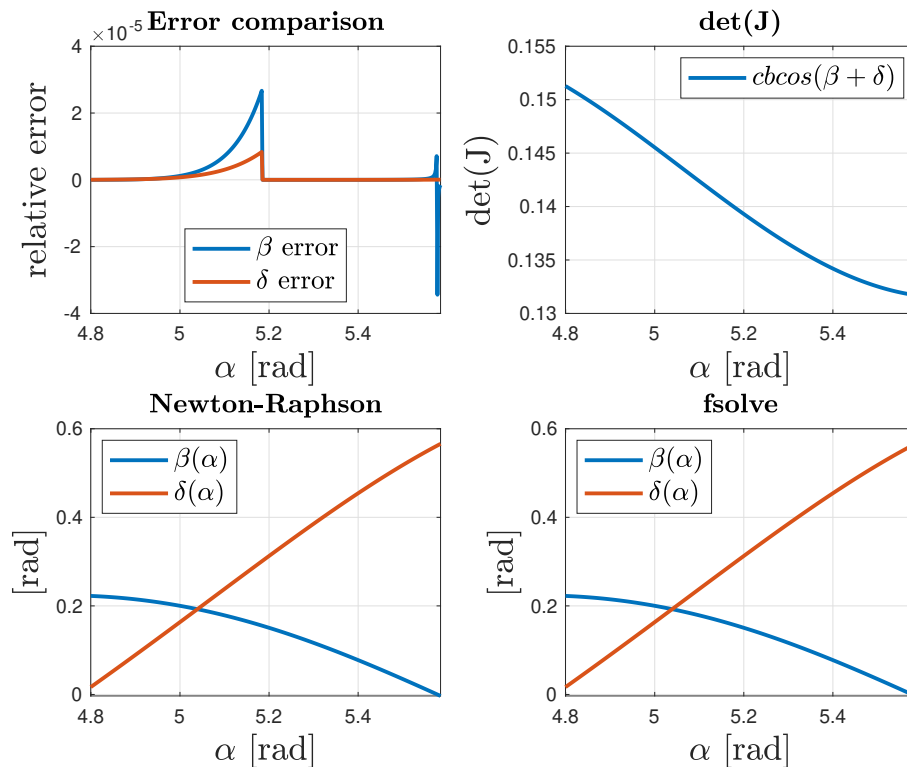 Error comparison
×10⁻⁵
4
2
0
-2
-4
relative error
β error
δ error
4.8
5
5.2
5.4
α [rad]
det(J)
0.155
0.15
0.145
0.14
0.135
0.13
det(J)
cbcos(β + δ)
4.8
5
5.2
5.4
α [rad]
Newton-Raphson
0.6
0.4
0.2
0
[rad]
β(α)
δ(α)
4.8
5
5.2
5.4
α [rad]
fsolve
0.6
0.4
0.2
0
[rad]
β(α)
δ(α)
4.8
5
5.2
5.4
α [rad]